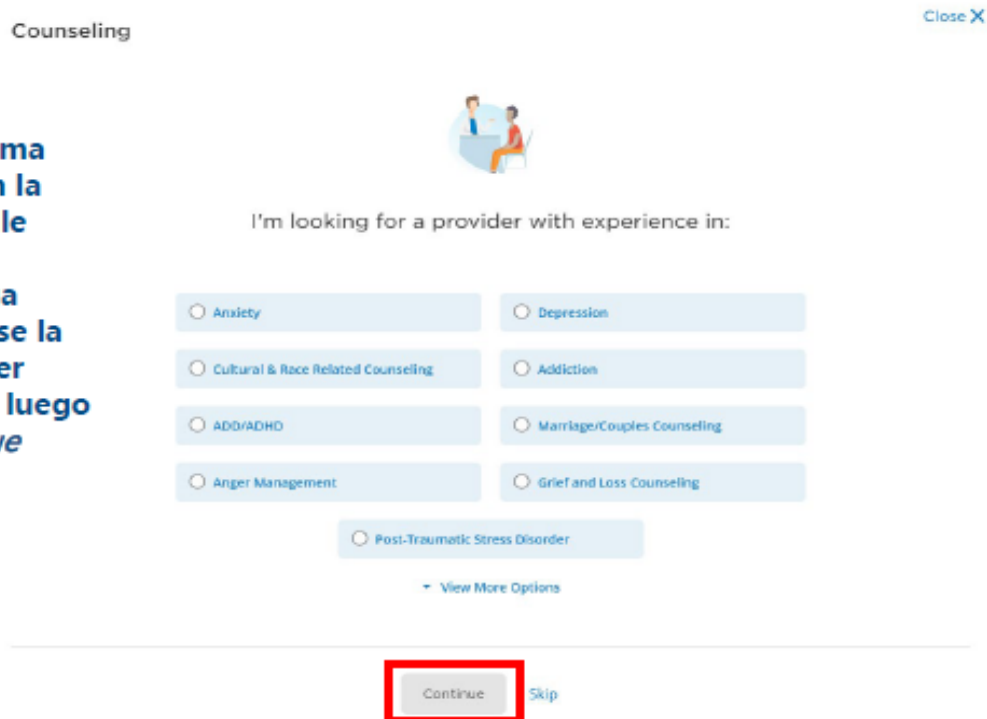 Counseling
Close X
ma
la
le
a
se la
er
luego
ue
I'm looking for a provider with experience in:
Anxiety
Depression
Cultural & Race Related Counseling
Addiction
ADD/ADHD
Marriage/Couples Counseling
Anger Management
Grief and Loss Counseling
Post-Traumatic Stress Disorder
View More Options
Continue
Skip